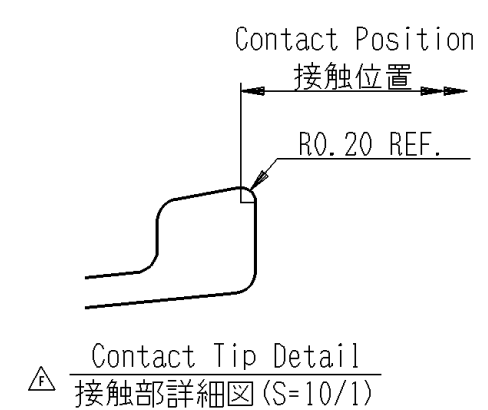 Contact Position
接触位置
R0.20 REF.
Contact Tip Detail
F
接触部詳細図(S=10/1)